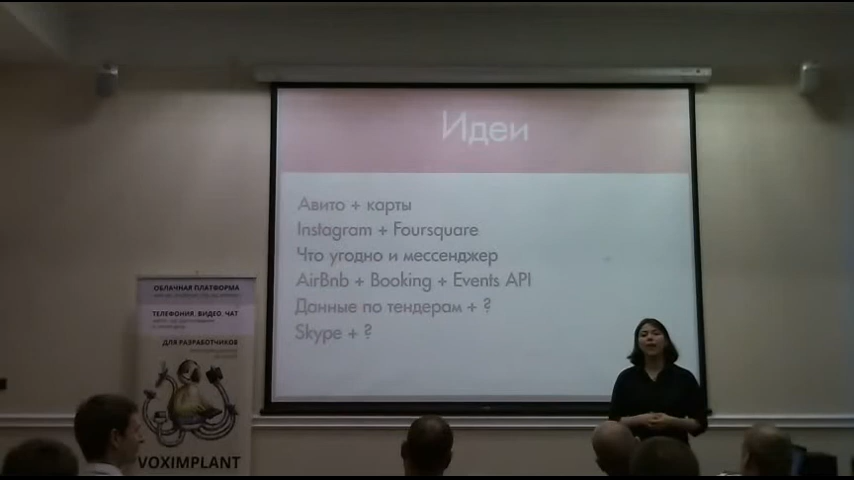 Идеи
Авито + карты
Instagram + Foursquare
Что угодно и мессенджер
AirBnb + Booking + Events API
Данные по тендерам + ?
Skype + ?
ОБЛАЧНАЯ ПЛАТФОРМА
ТЕЛЕФОНИЯ, ВИДЕО, ЧАТ
ДЛЯ РАЗРАБОТЧИКОВ
VOXIMPLANT